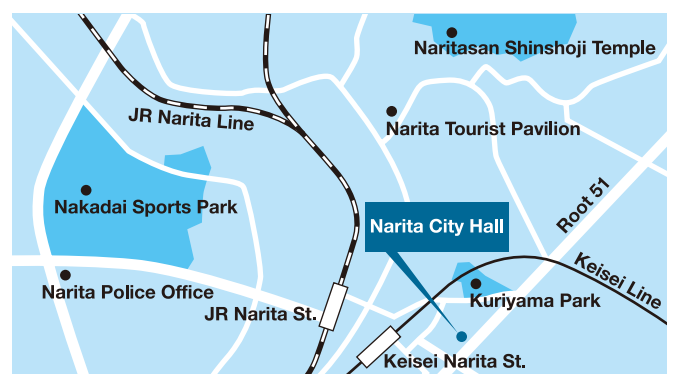 Naritasan Shinshoji Temple
JR Narita Line
Narita Tourist Pavilion
Nakadai Sports Park
Narita City Hall
Root 51
Keisei Line
Narita Police Office
Kuriyama Park
JR Narita St.
Keisei Narita St.